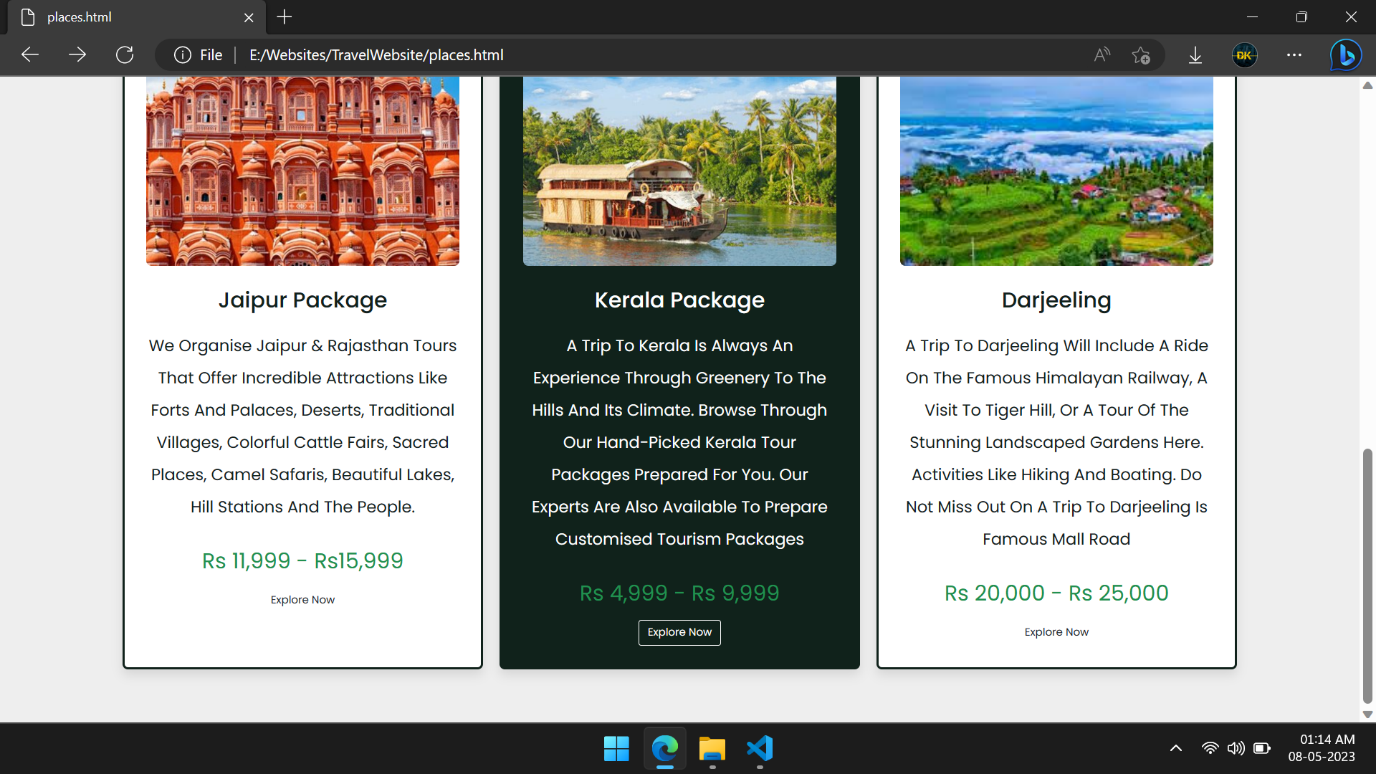 places.html
File
E:/Websites/TravelWebsite/places.html
DK
Jaipur Package
We Organise Jaipur & Rajasthan Tours
That Offer Incredible Attractions Like
Forts And Palaces, Deserts, Traditional
Villages, Colorful Cattle Fairs, Sacred
Places, Camel Safaris, Beautiful Lakes,
Hill Stations And The People.
Rs 11,999 - Rs15,999
Explore Now
Kerala Package
A Trip To Kerala Is Always An
Experience Through Greenery To The
Hills And Its Climate. Browse Through
Our Hand-Picked Kerala Tour
Packages Prepared For You. Our
Experts Are Also Available To Prepare
Customised Tourism Packages
Rs 4,999 - Rs 9,999
Explore Now
Darjeeling
A Trip To Darjeeling Will Include A Ride
On The Famous Himalayan Railway, A
Visit To Tiger Hill, Or A Tour Of The
Stunning Landscaped Gardens Here.
Activities Like Hiking And Boating. Do
Not Miss Out On A Trip To Darjeeling Is
Famous Mall Road
Rs 20,000 - Rs 25,000
Explore Now
01:14 AM
08-05-2023